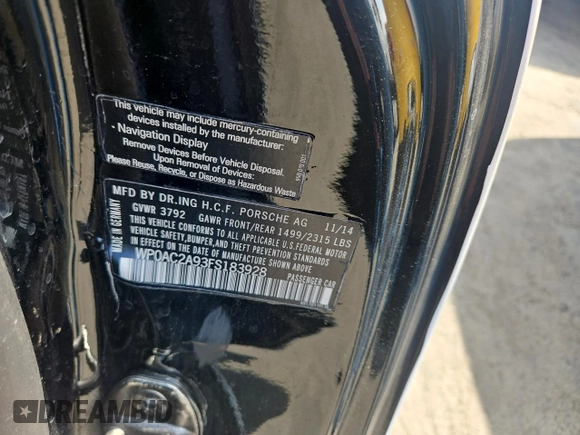 This vehicle may include mercury-containing
devices installed by the manufacturer:
- Navigation Display
Remove Devices Before Vehicle Disposal.
Upon Removal of Devices:
Please Reuse, Recycle, or Dispose as Hazardous Waste
MFD BY DR.ING H.C.F. PORSCHE AG 11/14
GVWR 3792 GAWR FRONT/REAR 1499/2315 LBS
THIS VEHICLE CONFORMS TO ALL APPLICABLE U.S.FEDERAL MOTOR
VEHICLE SAFETY,BUMPER,AND THEFT PREVENTION STANDARDS
IN EFFECT ON THE DATE OF MANUFACTURE SHOWN ABOVE
WP0AC2A93FS183928
PASSENGER CAR
MADE IN GERMANY
DREAMBID